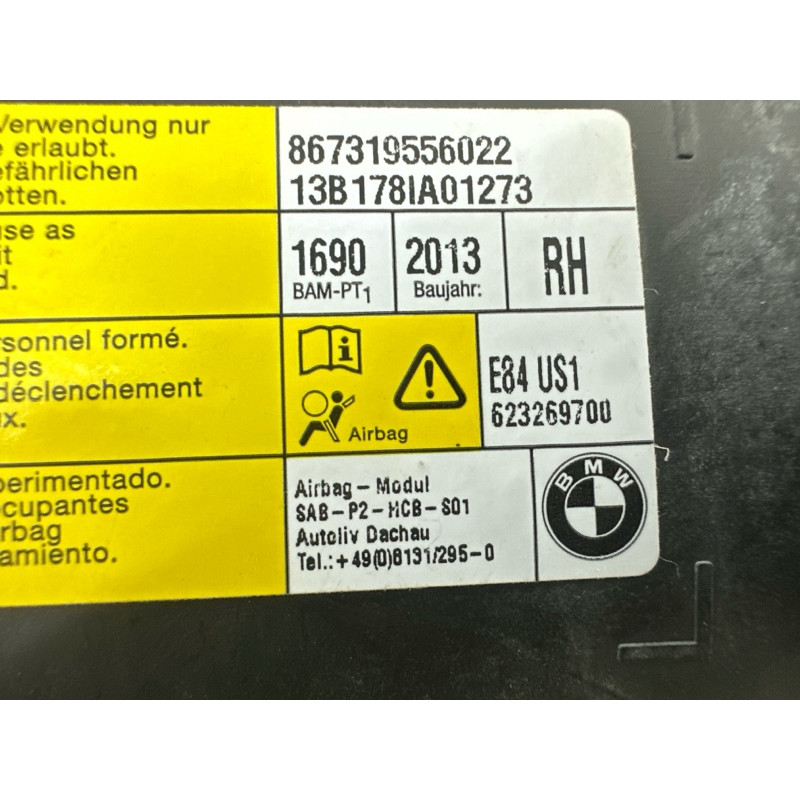 Verwendung nur
erlaubt.
efährlichen
otten.
867319556022
13B178IA01273
use as
it
d.
1690
BAM-PT1
2013
Baujahr:
RH
rsonnel formé.
des
déclenchement
ux.
Airbag
E84 US1
623269700
perimentado.
ocupantes
irbag
amiento.
Airbag - Modul
SAB-P2-HCB-S01
Autoliv Dachau
Tel.:+49(0)8131/295-0
BMW